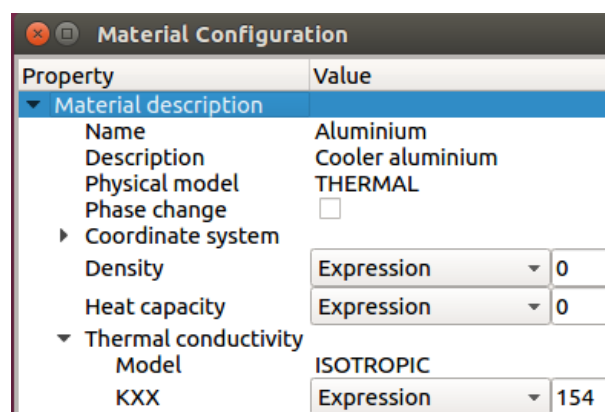 Material Configuration
Property Value
Material description
Name Aluminium
Description Cooler aluminium
Physical model THERMAL
Phase change
Coordinate system
Density Expression 0
Heat capacity Expression 0
Thermal conductivity
Model ISOTROPIC
KXX Expression 154